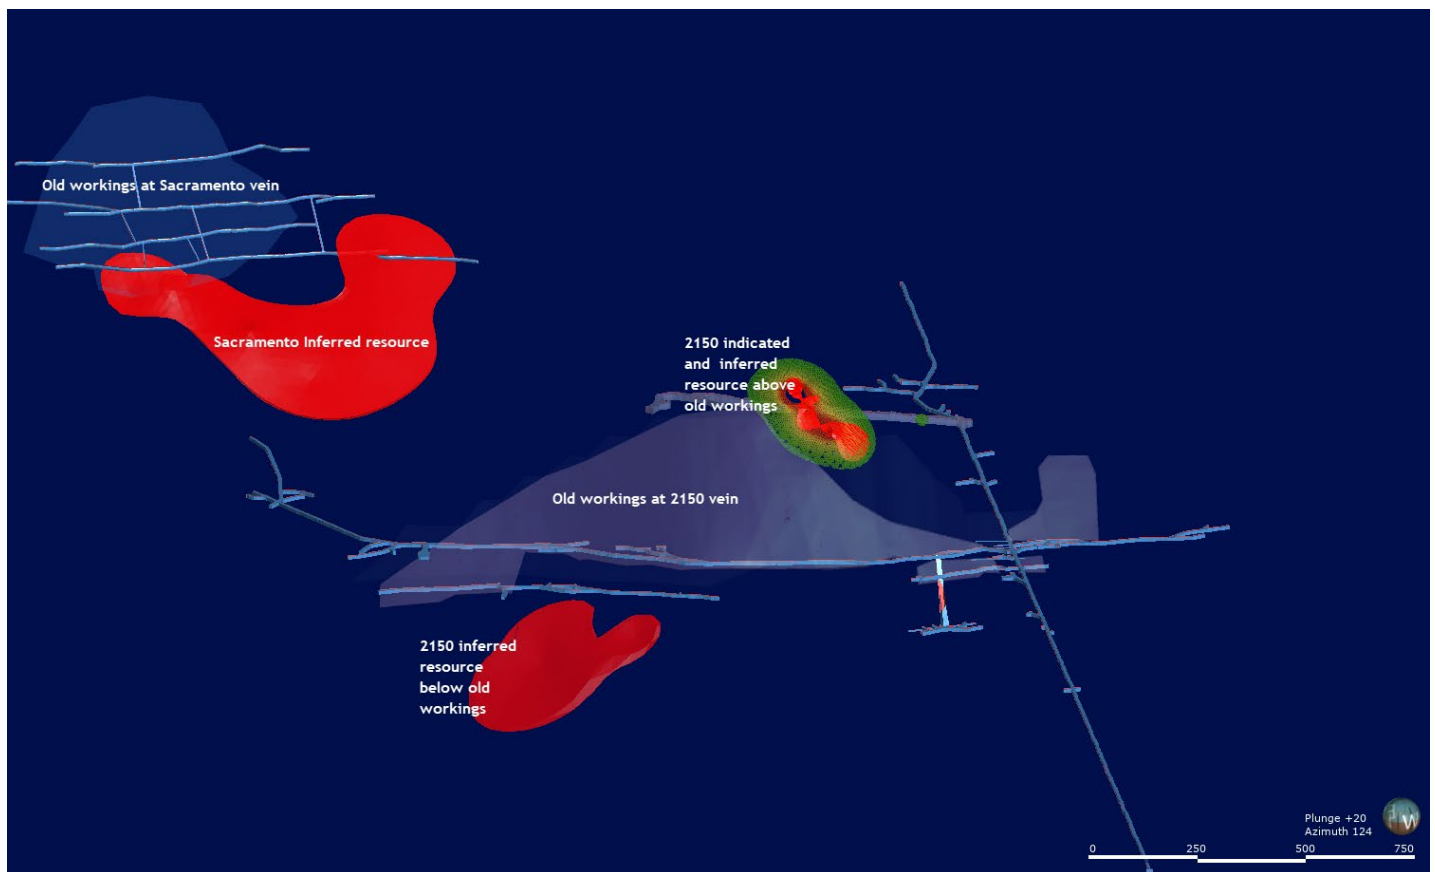 Old workings at Sacramento vein
Sacramento Inferred resource
2150 indicated
and inferred
resource above
old workings
Old workings at 2150 vein
2150 inferred
resource
below old
workings
Plunge +20
Azimuth 124
W
0 250 500 750